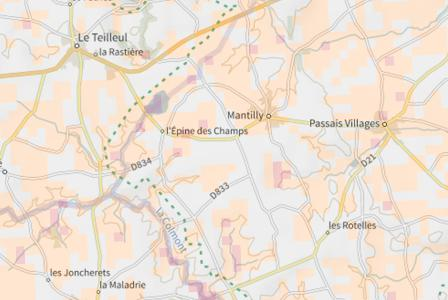 Le Teilleul
la Rastière
Mantilly
Passais Villages
l'Épine des Champs
D834
D21
D833
la Colmont
les Rotelles
les Joncherets
la Maladrie